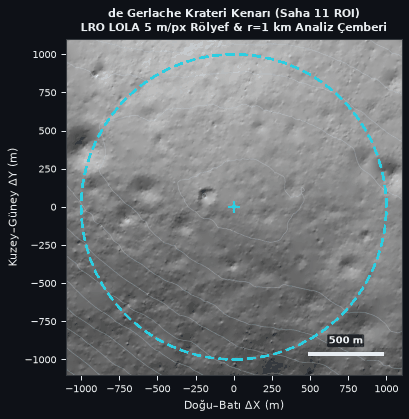 de Gerlache Krateri Kenarı (Saha 11 ROI)
LRO LOLA 5 m/px Rölyef & r=1 km Analiz Çemberi
Kuzey–Güney ΔY (m)
1000
750
500
250
0
−250
−500
−750
−1000
500 m
−1000 −750 −500 −250 0 250 500 750 1000
Doğu–Batı ΔX (m)